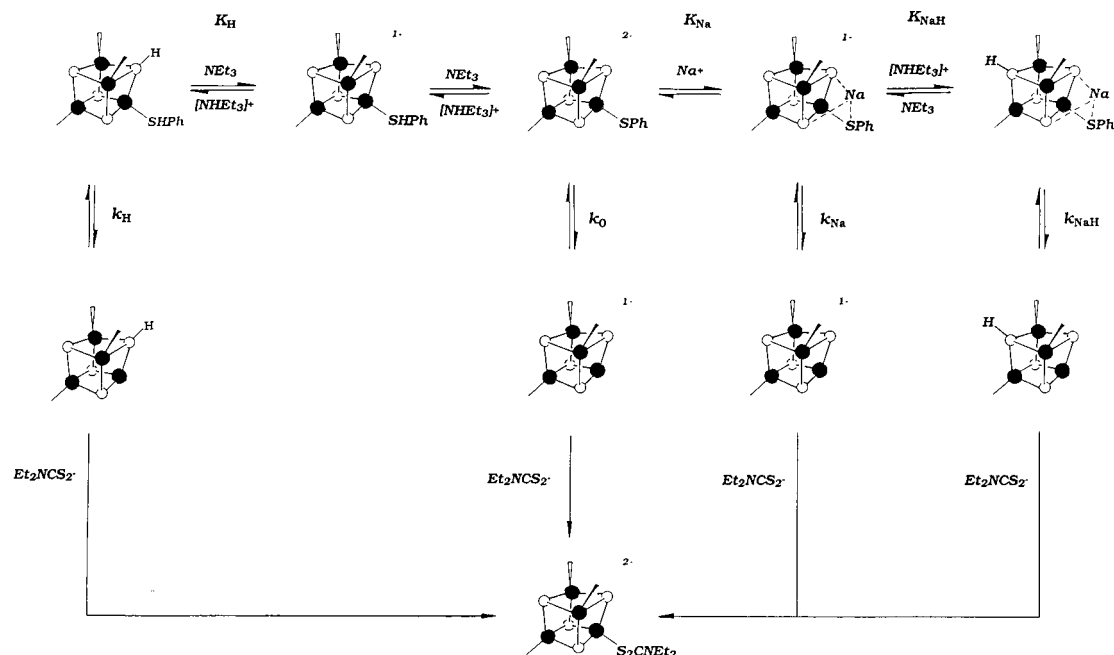 K_H
K_Na
K_NaH
H
1-
2-
1-
NEt3
[NHEt3]+
NEt3
[NHEt3]+
Na+
[NHEt3]+
NEt3
H
Na
Na
SHPh
SHPh
SPh
SPh
SPh
k_H
k_0
k_Na
k_NaH
1-
1-
H
H
Et2NCS2-
Et2NCS2-
Et2NCS2-
Et2NCS2-
2-
S2CNEt2